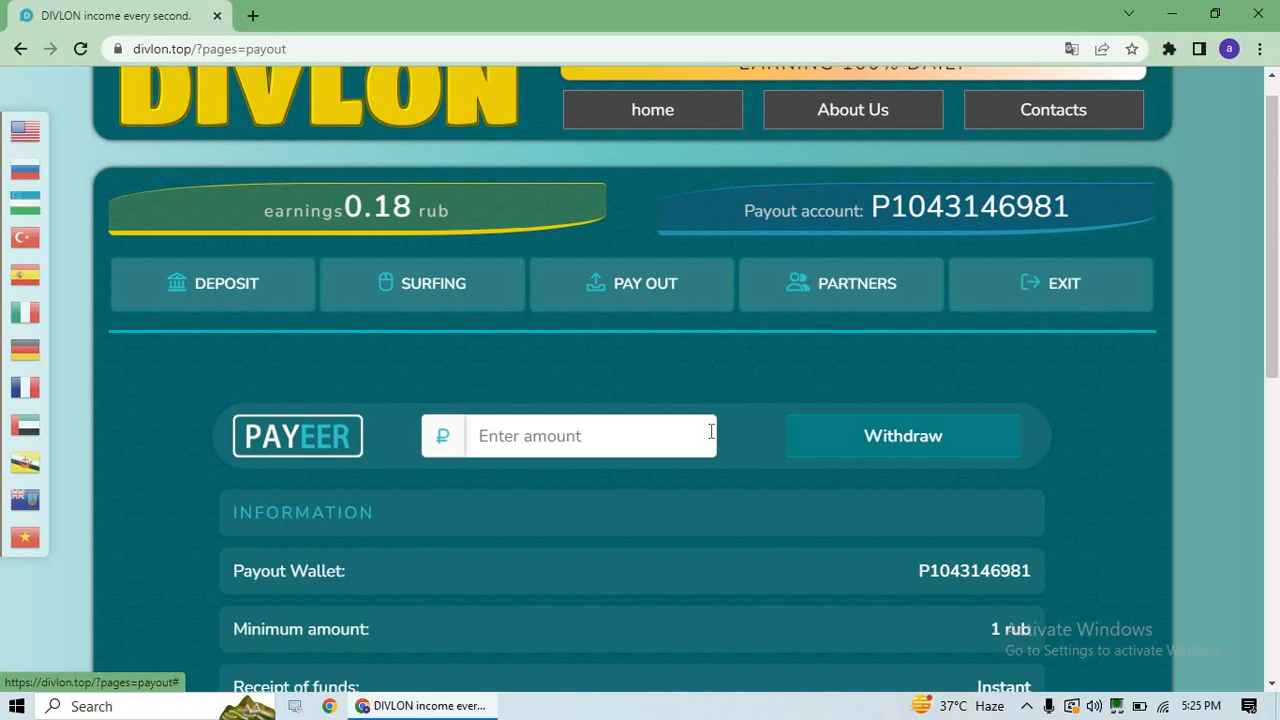 DIVLON income every second.
divlon.top/?pages=payout
a
DIVLON
EARNING 100% DAILY
home
About Us
Contacts
earnings 0.18 rub
Payout account: P1043146981
DEPOSIT
SURFING
PAY OUT
PARTNERS
EXIT
PAYEER
₽
Enter amount
Withdraw
INFORMATION
Payout Wallet:
P1043146981
Minimum amount:
1 rub
Activate Windows
Go to Settings to activate Windows.
Receipt of funds:
Instant
https://divlon.top/?pages=payout#
Search
DIVLON income ever...
37°C Haze
5:25 PM